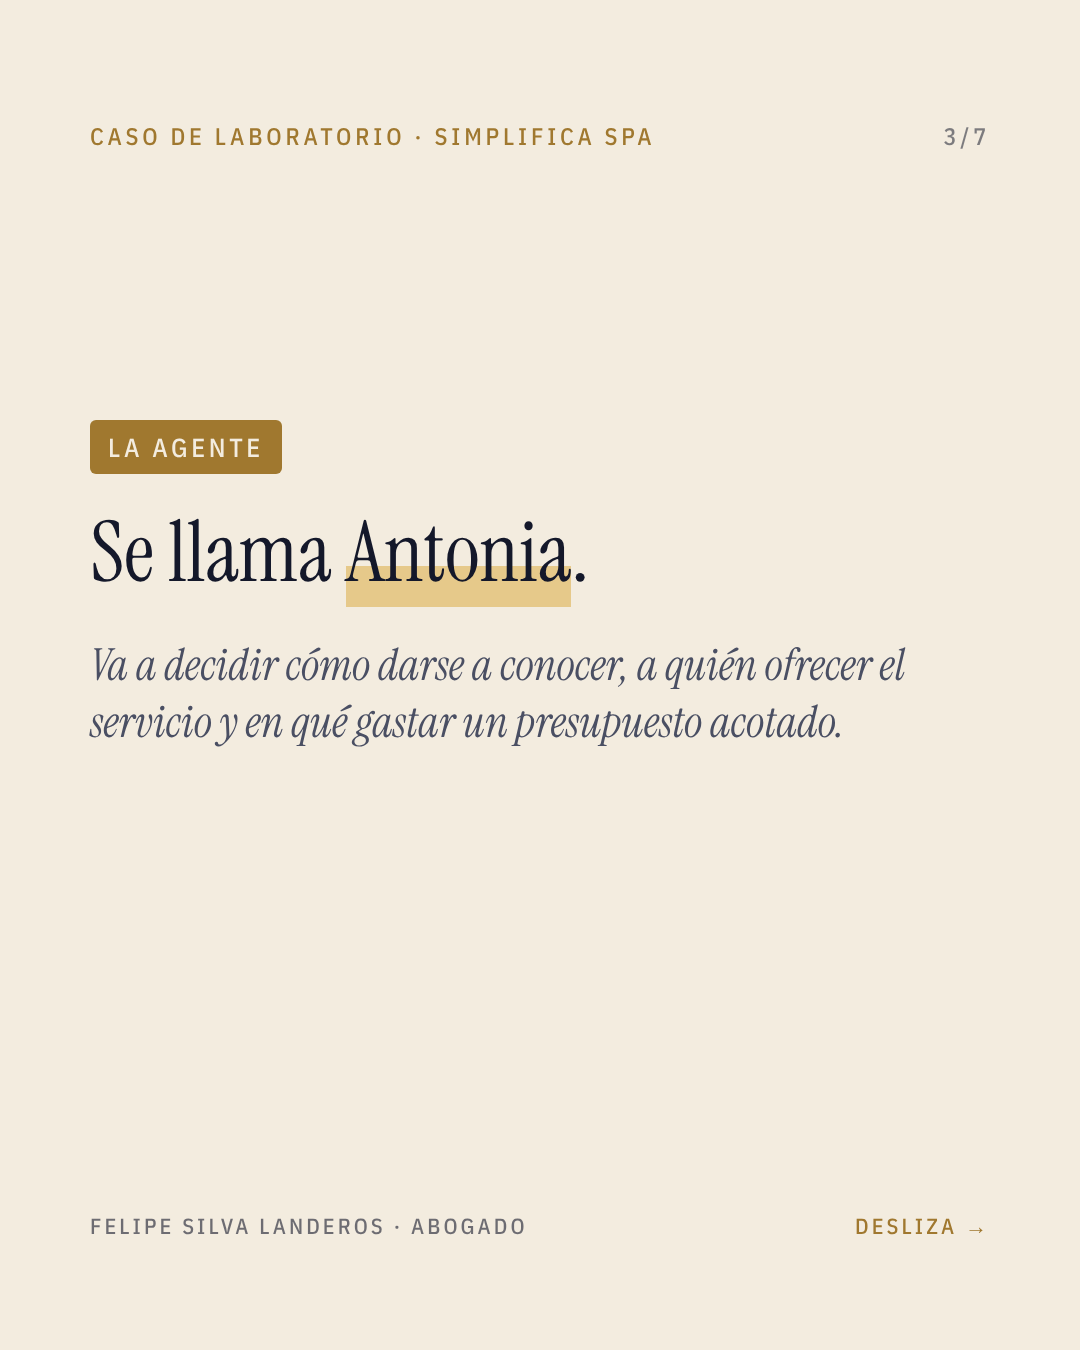 CASO DE LABORATORIO · SIMPLIFICA SPA
3/7
LA AGENTE
Se llama Antonia.
Va a decidir cómo darse a conocer, a quién ofrecer el
servicio y en qué gastar un presupuesto acotado.
FELIPE SILVA LANDEROS · ABOGADO
DESLIZA →